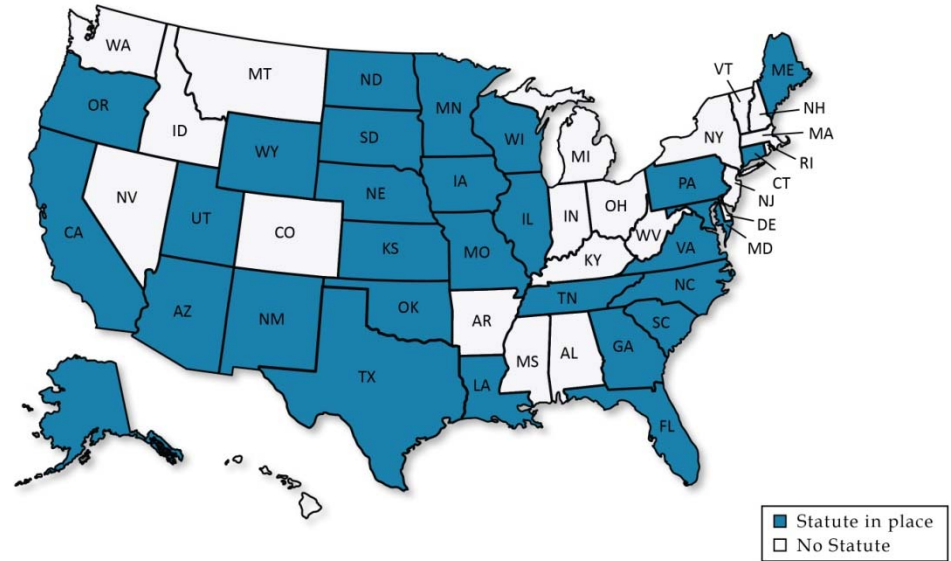 WA
MT
ND
MN
ME
VT
NH
OR
ID
SD
WI
NY
MA
MI
RI
WY
IA
NE
PA
CT
NJ
NV
IL
IN
OH
DE
UT
CO
WV
MD
CA
KS
MO
VA
KY
NC
TN
AZ
NM
OK
AR
SC
MS
AL
GA
TX
LA
FL
Statute in place
No Statute